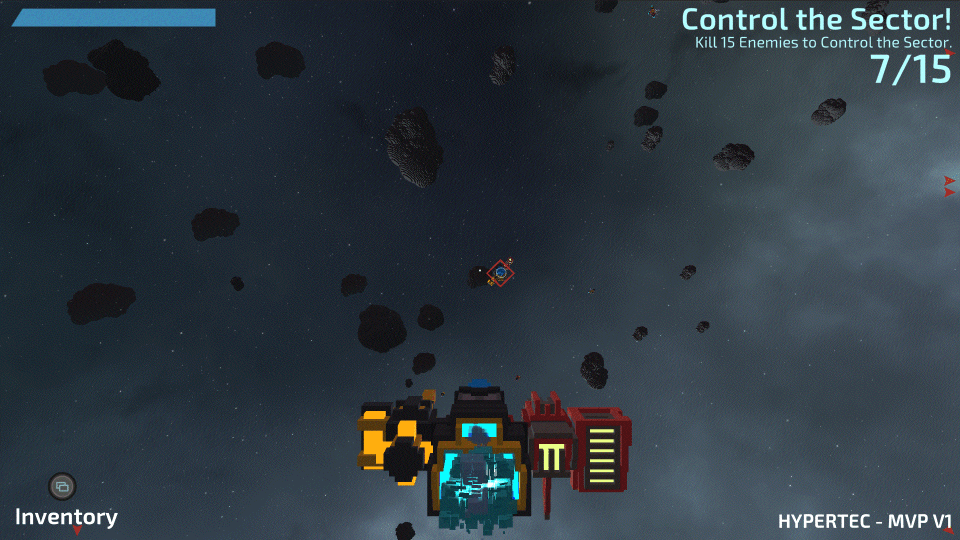 Control the Sector!
Kill 15 Enemies to Control the Sector.
7/15
Inventory
HYPERTEC - MVP V1